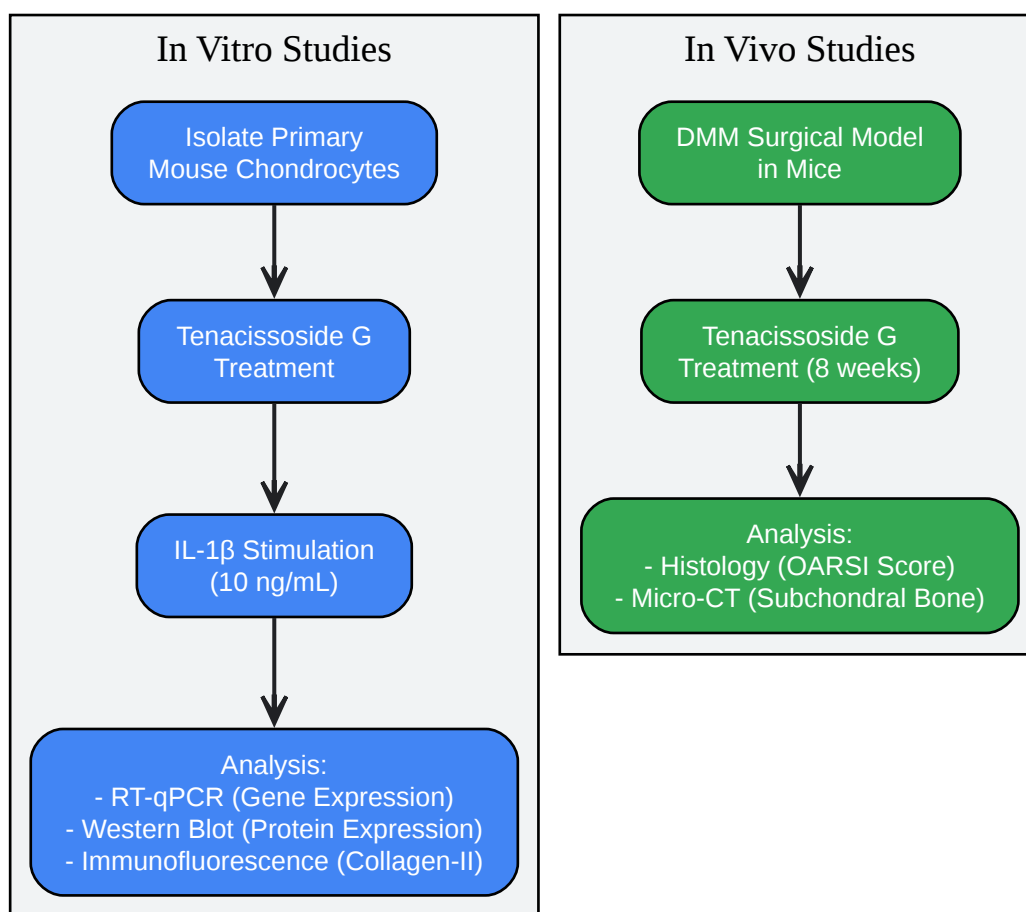 In Vitro Studies
Isolate Primary
Mouse Chondrocytes
Tenacissoside G
Treatment
IL-1β Stimulation
(10 ng/mL)
Analysis:
- RT-qPCR (Gene Expression)
- Western Blot (Protein Expression)
- Immunofluorescence (Collagen-II)
In Vivo Studies
DMM Surgical Model
in Mice
Tenacissoside G
Treatment (8 weeks)
Analysis:
- Histology (OARSI Score)
- Micro-CT (Subchondral Bone)